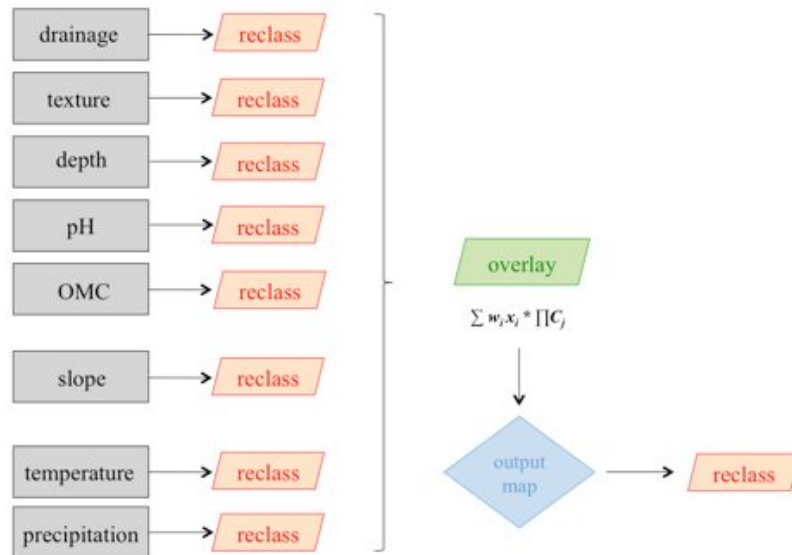 drainage reclass
texture reclass
depth reclass
pH reclass
OMC reclass
overlay
∑ wᵢxᵢ * ∏Cⱼ
slope reclass
temperature reclass
output
map
reclass
precipitation reclass